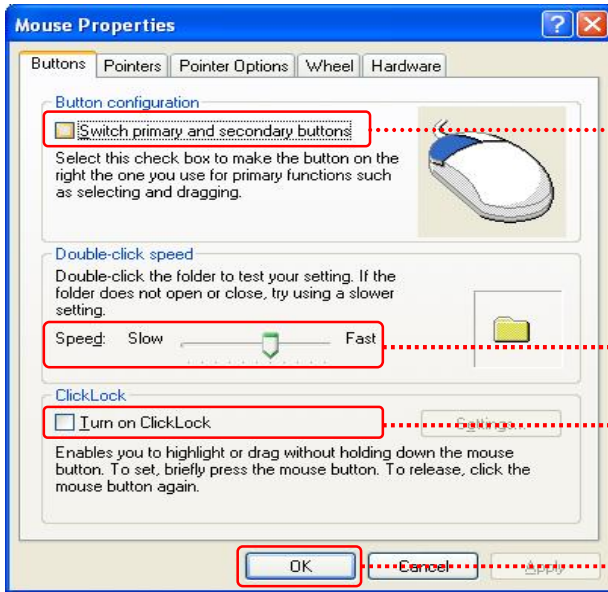 Mouse Properties
Buttons Pointers Pointer Options Wheel Hardware
Button configuration
Switch primary and secondary buttons
Select this check box to make the button on the
right the one you use for primary functions such
as selecting and dragging.
Double-click speed
Double-click the folder to test your setting. If the
folder does not open or close, try using a slower
setting.
Speed: Slow Fast
ClickLock
Turn on ClickLock Settings...
Enables you to highlight or drag without holding down the mouse
button. To set, briefly press the mouse button. To release, click the
mouse button again.
OK Cancel Apply